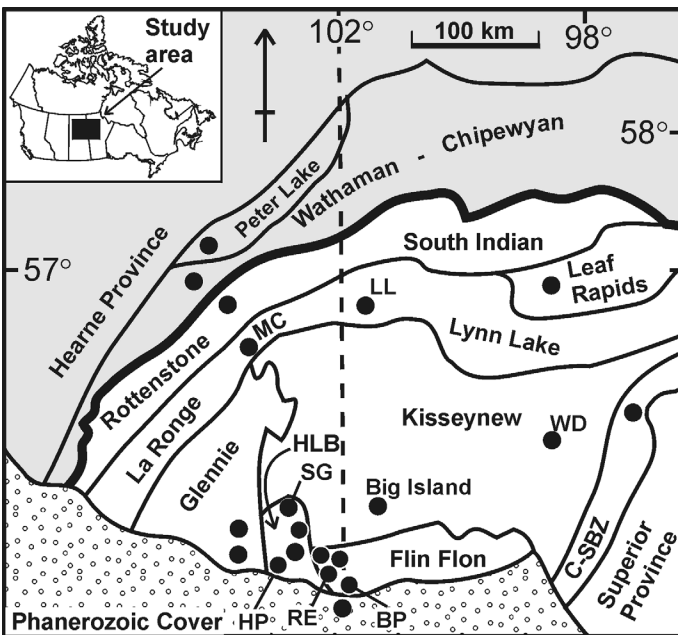 Study
area
102°
100 km
98°
58°
Wathaman - Chipewyan
Peter Lake
South Indian
57°
Hearne Province
Leaf
Rapids
LL
MC
Lynn Lake
Rottenstone
La Ronge
Kisseynew
WD
Glennie
HLB
SG
Big Island
C-SBZ
Superior
Province
Flin Flon
Phanerozoic Cover
HP
RE
BP